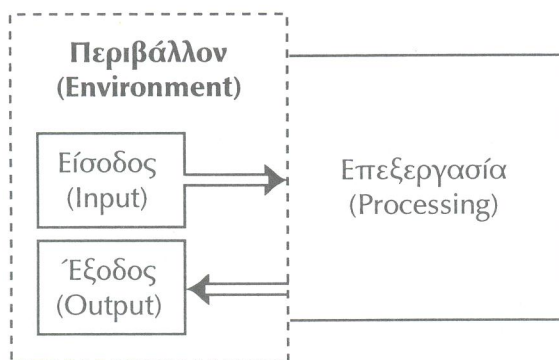 Περιβάλλον
(Environment)
Είσοδος
(Input)
Έξοδος
(Output)
Επεξεργασία
(Processing)